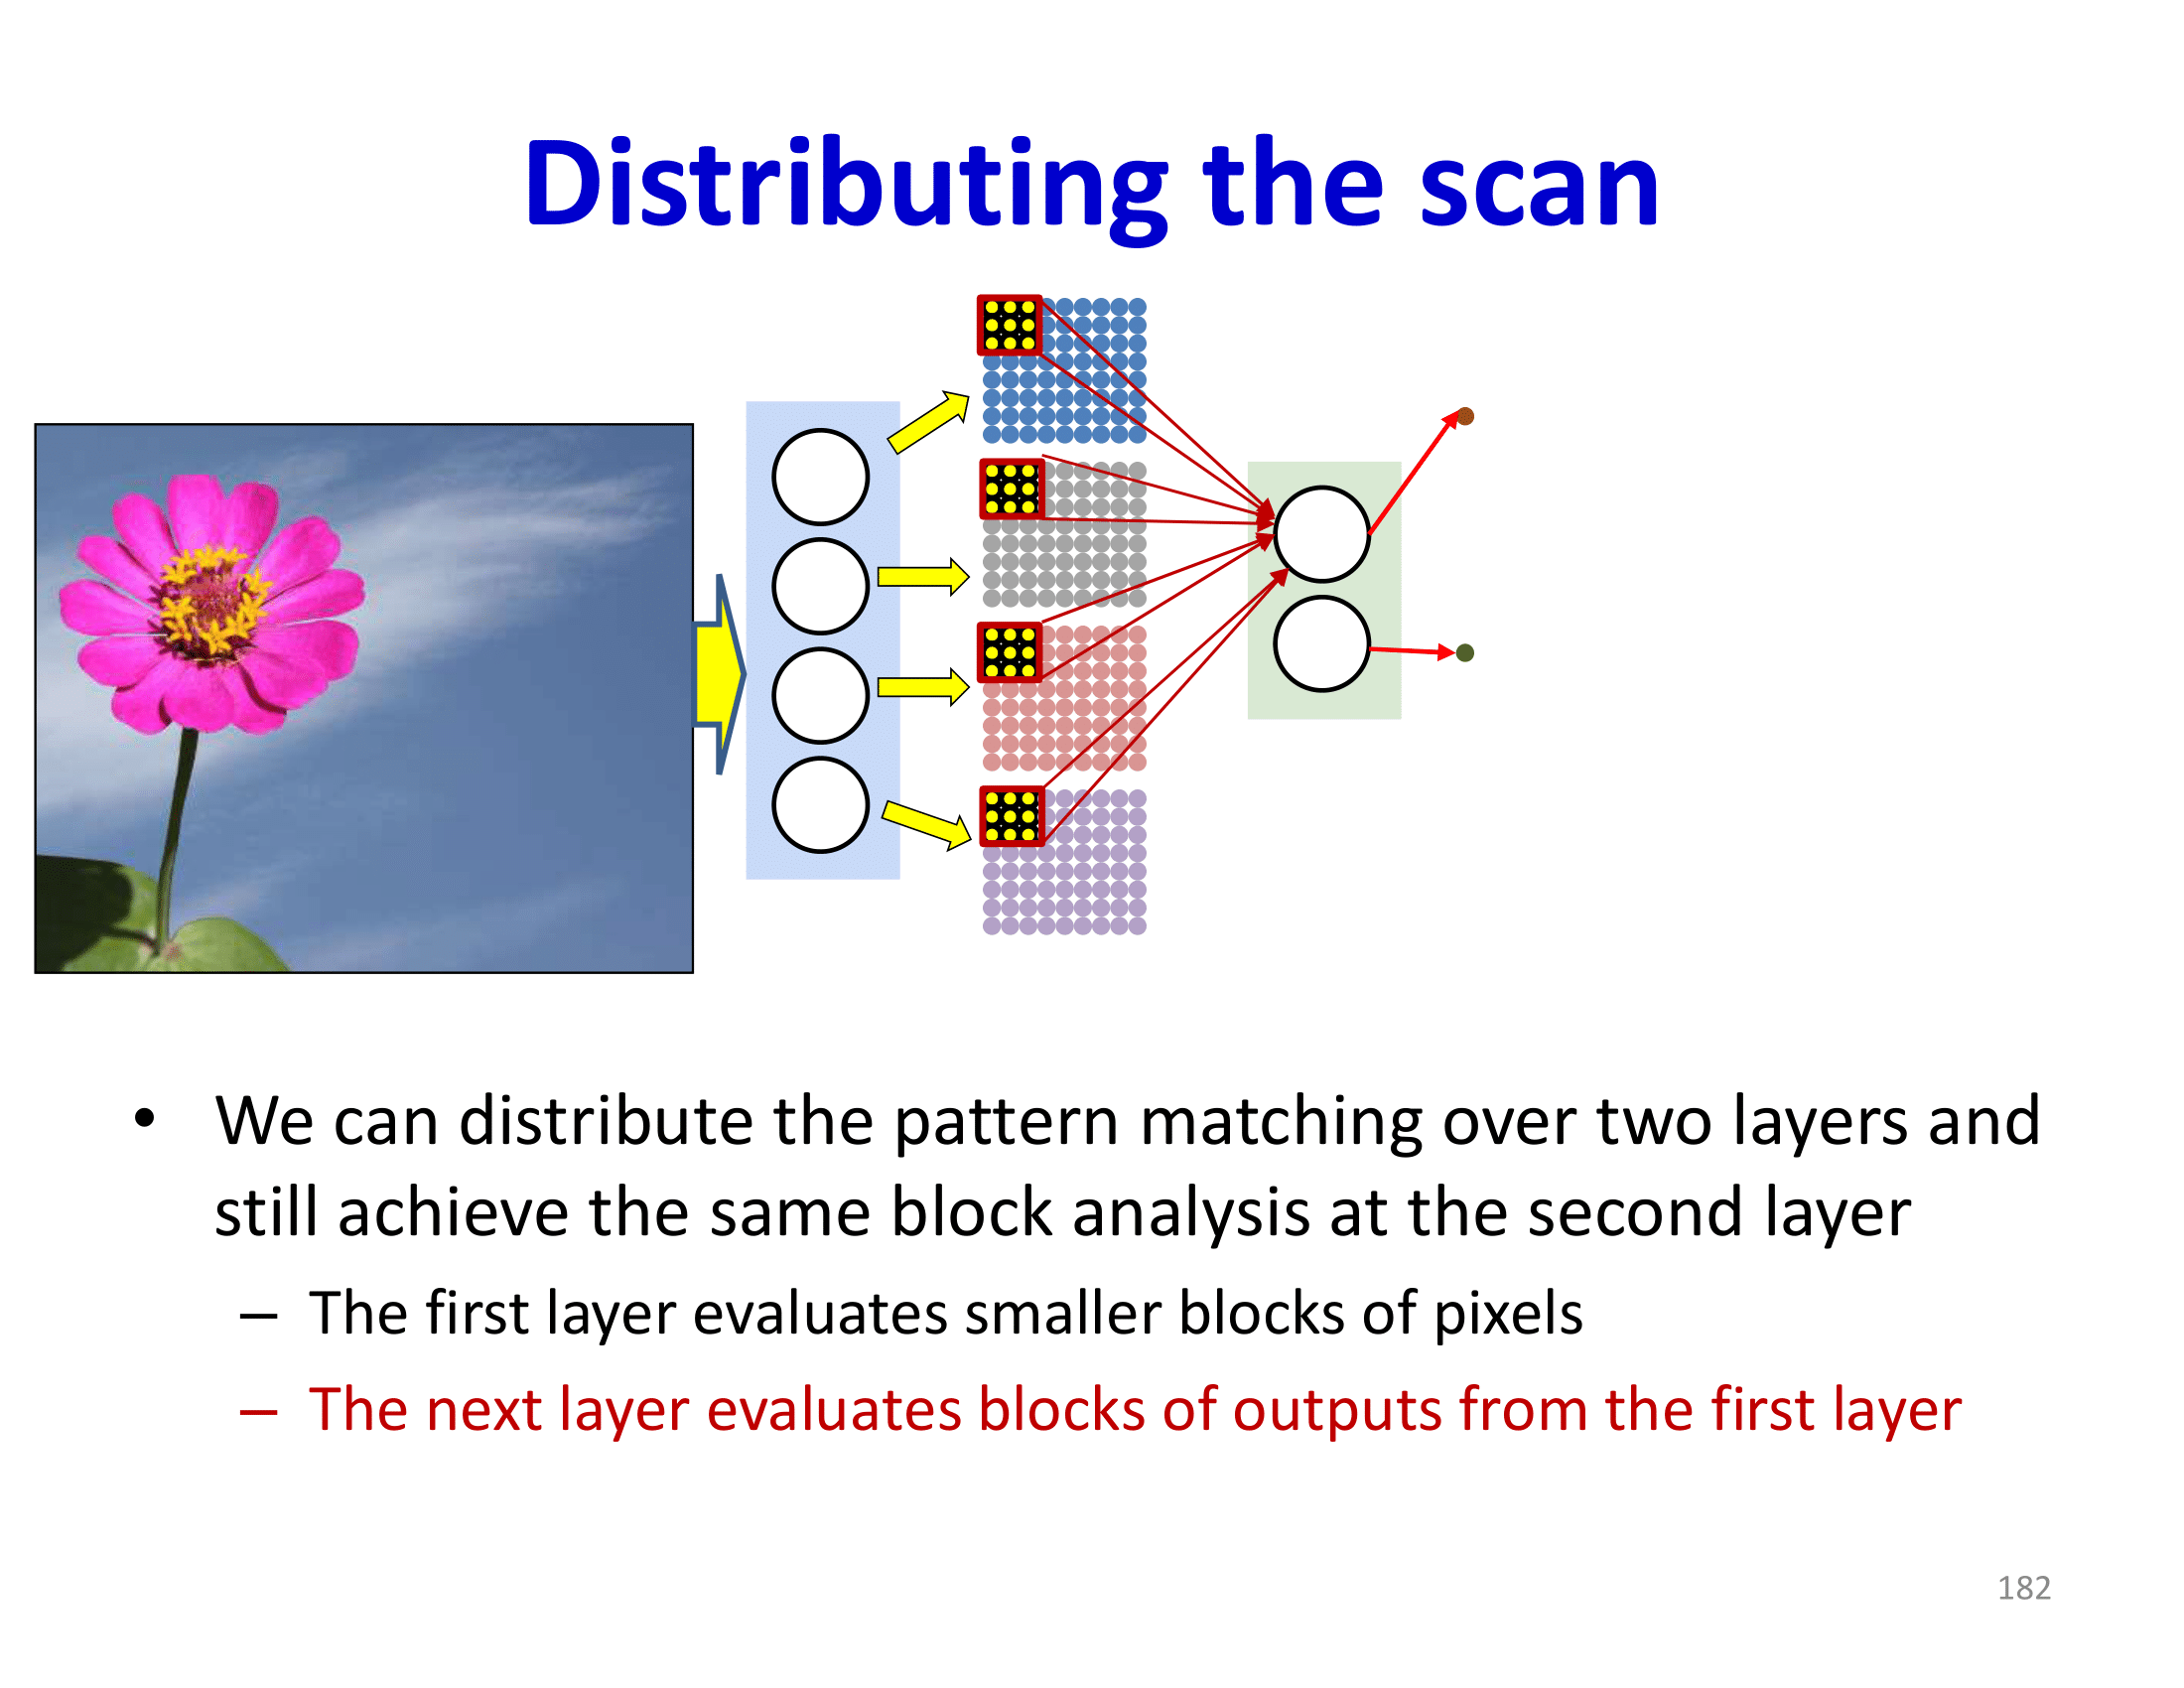 Distributing the scan
• We can distribute the pattern matching over two layers and
still achieve the same block analysis at the second layer
– The first layer evaluates smaller blocks of pixels
– The next layer evaluates blocks of outputs from the first layer
182